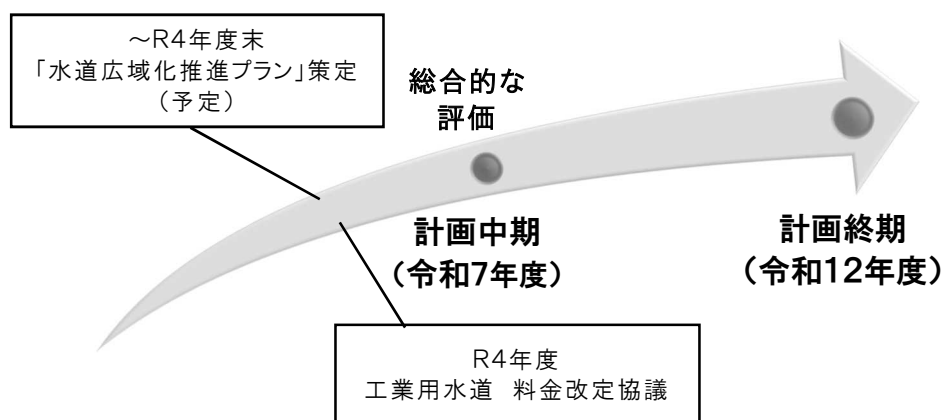 ～R4年度末
「水道広域化推進プラン」策定
（予定）
総合的な
評価
計画中期
（令和7年度）
計画終期
（令和12年度）
R4年度
工業用水道　料金改定協議